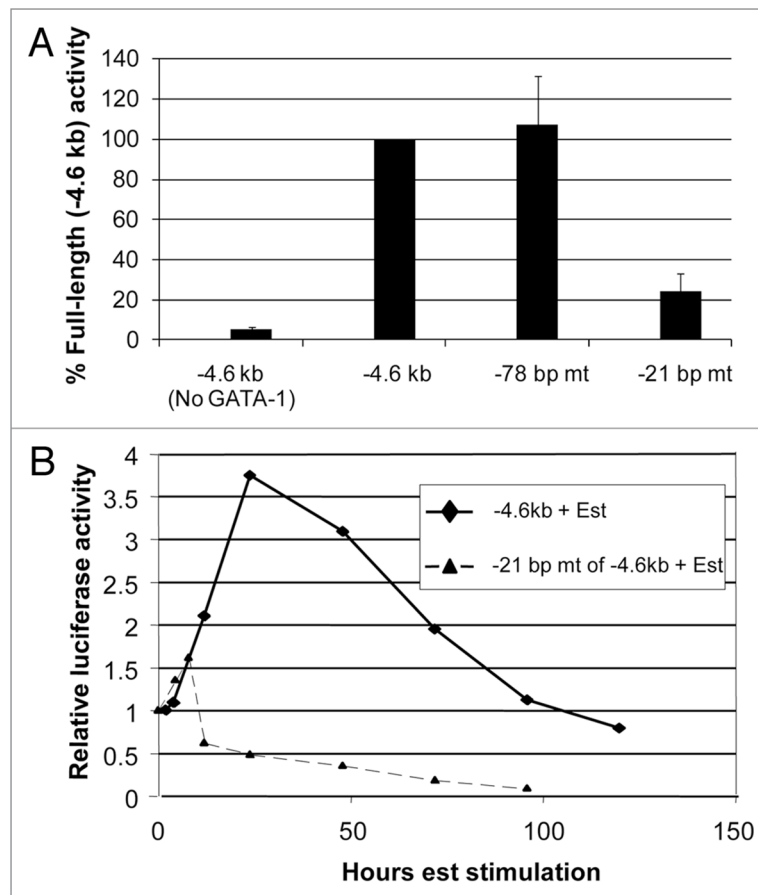 A
% Full-length (-4.6 kb) activity
140
120
100
80
60
40
20
0
-4.6 kb
(No GATA-1)
-4.6 kb
-78 bp mt
-21 bp mt
B
Relative luciferase activity
4
3.5
3
2.5
2
1.5
1
0.5
0
-4.6kb + Est
-21 bp mt of -4.6kb + Est
0
50
100
150
Hours est stimulation